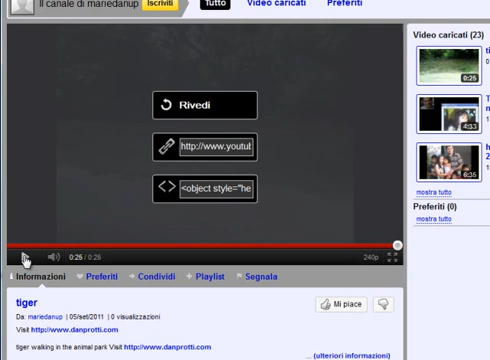 Il canale di mariedanup Iscriviti Tutto Video caricati Preferiti
Video caricati (23)
0:25
4:33
6:35
mostra tutto
Preferiti (0)
mostra tutto
Rivedi
http://www.youtul
<object style="he
0:25 / 0:26 240p
Informazioni Preferiti Condividi Playlist Segnala
tiger
Mi piace
Da: mariedanup | 05/set/2011 | 0 visualizzazioni
Visit http://www.danprotti.com
tiger walking in the animal park Visit http://www.danprotti.com
... (ulteriori informazioni)